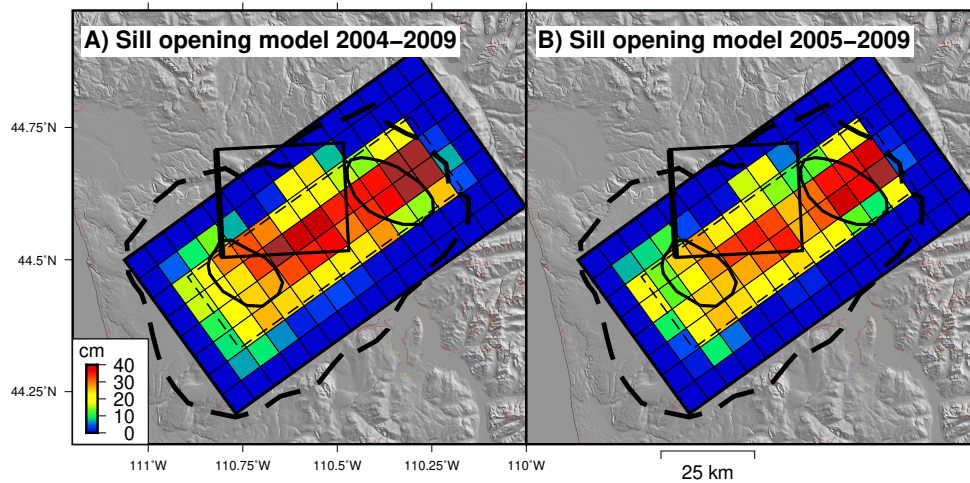 A) Sill opening model 2004–2009
B) Sill opening model 2005–2009
44.75°N
44.5°N
44.25°N
cm
40
30
20
10
0
111°W
110.75°W
110.5°W
110.25°W
110°W
25 km